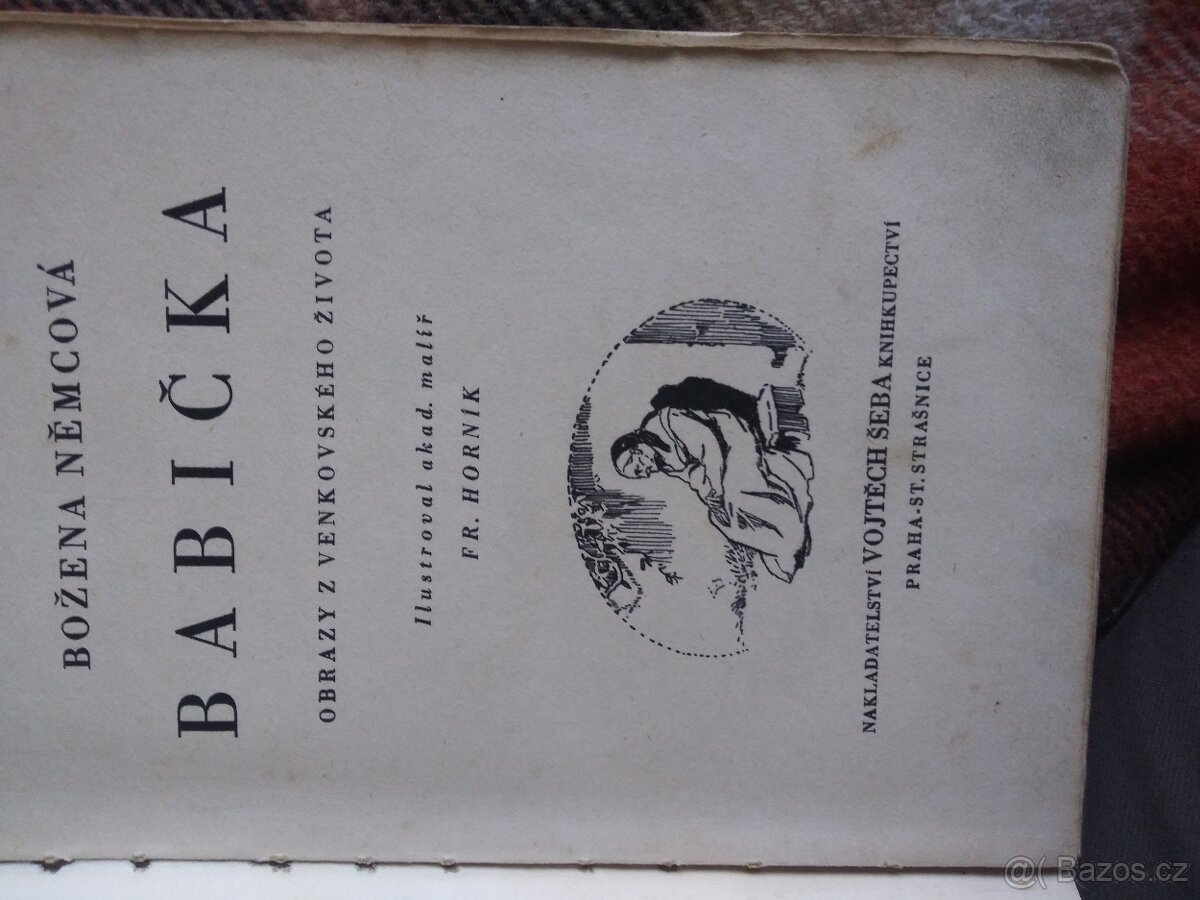 BOŽENA NĚMCOVÁ
BABIČKA
OBRAZY Z VENKOVSKÉHO ŽIVOTA
Ilustroval akad. malíř
FR. HORNÍK
NAKLADATELSTVÍ VOJTĚCH ŠEBA KNIHKUPECTVÍ
PRAHA-ST. STRAŠNICE
@( Bazos.cz